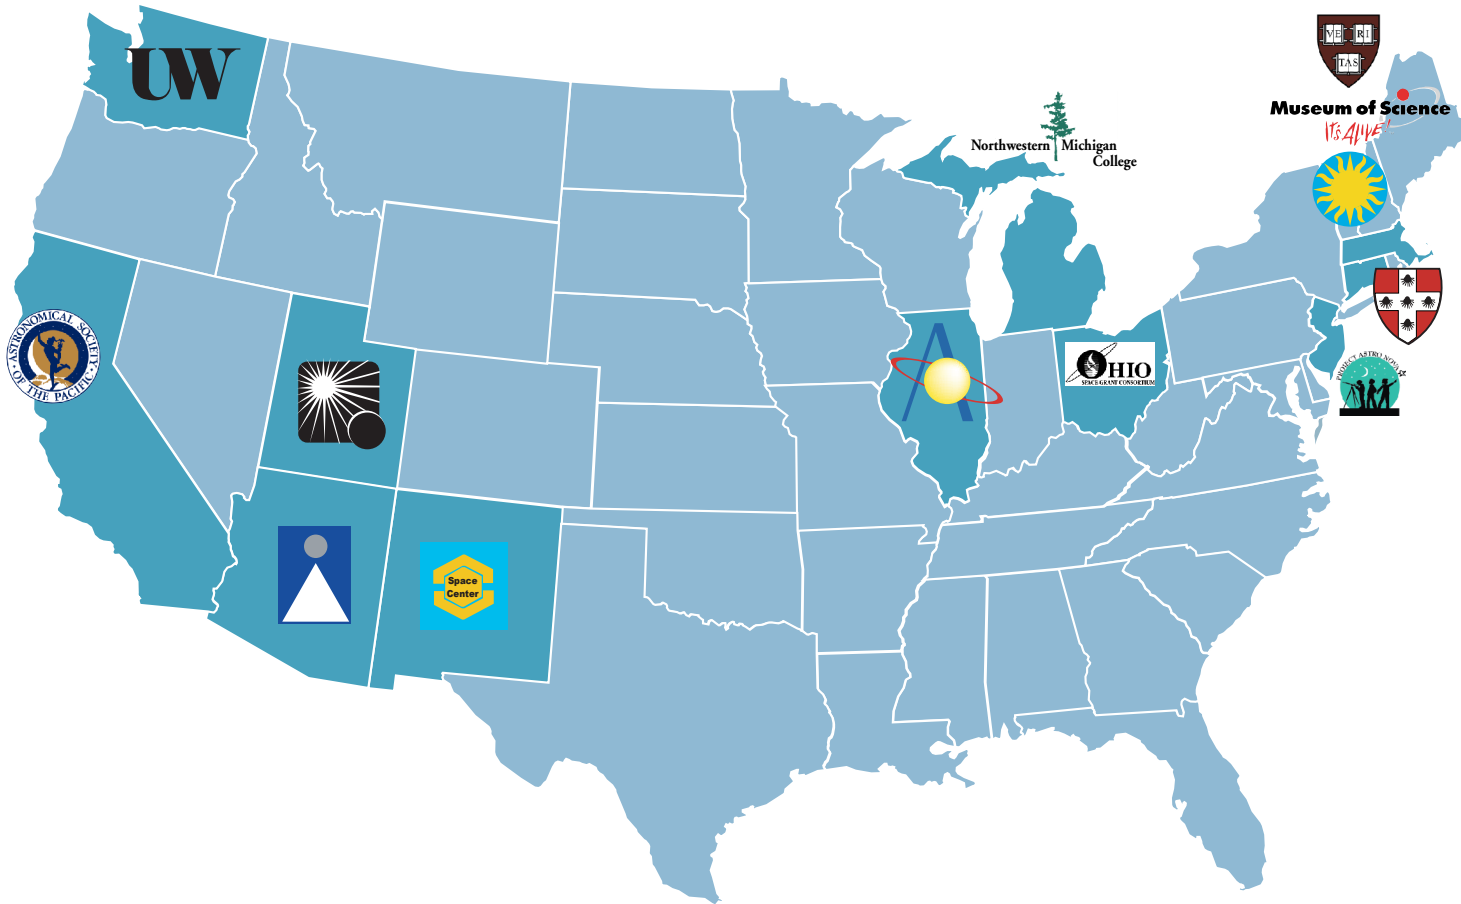 UW
VE RI
TAS
Museum of Science
It's Alive!
Northwestern Michigan
College
ASTRONOMICAL SOCIETY
OF THE PACIFIC
OHIO
SPACE GRANT CONSORTIUM
PROJECT ASTRO NOVA
Space
Center